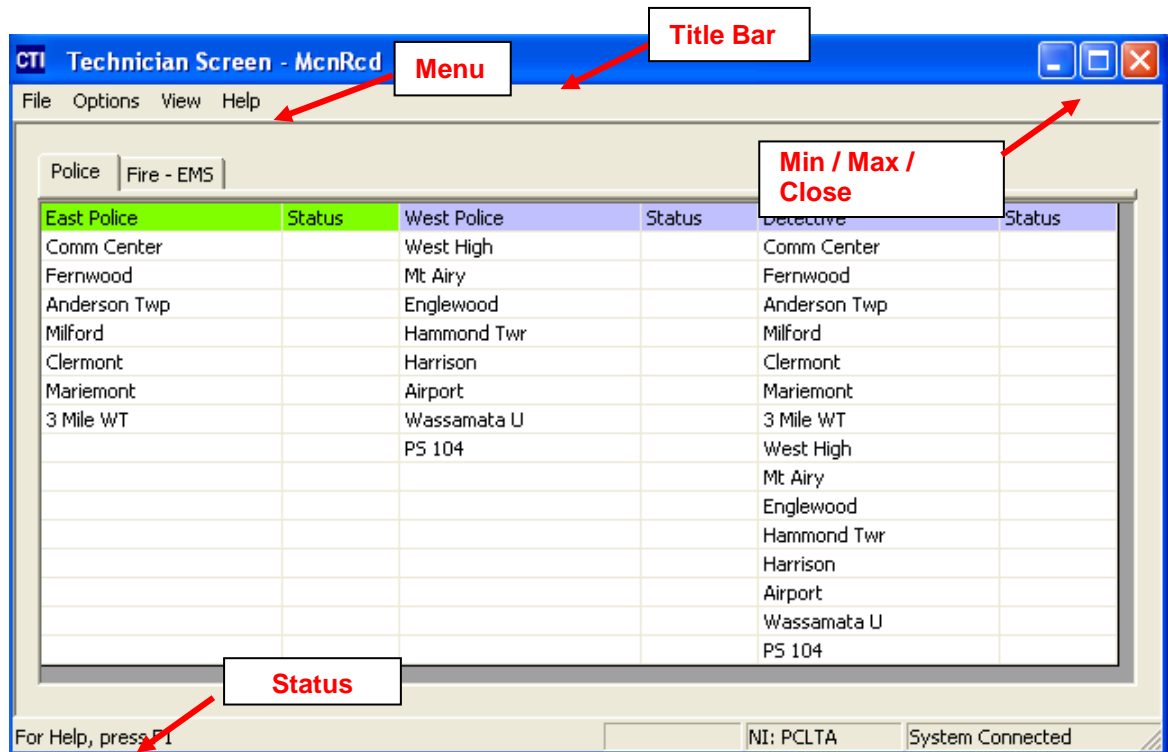 Title Bar
CTI Technician Screen - McnRcd
Menu
File Options View Help
Min / Max /
Close
Police Fire - EMS
East Police Status West Police Status Detective Status
Comm Center West High Comm Center
Fernwood Mt Airy Fernwood
Anderson Twp Englewood Anderson Twp
Milford Hammond Twr Milford
Clermont Harrison Clermont
Mariemont Airport Mariemont
3 Mile WT Wassamata U 3 Mile WT
PS 104 West High
Mt Airy
Englewood
Hammond Twr
Harrison
Airport
Wassamata U
PS 104
Status
For Help, press F1 NI: PCLTA System Connected